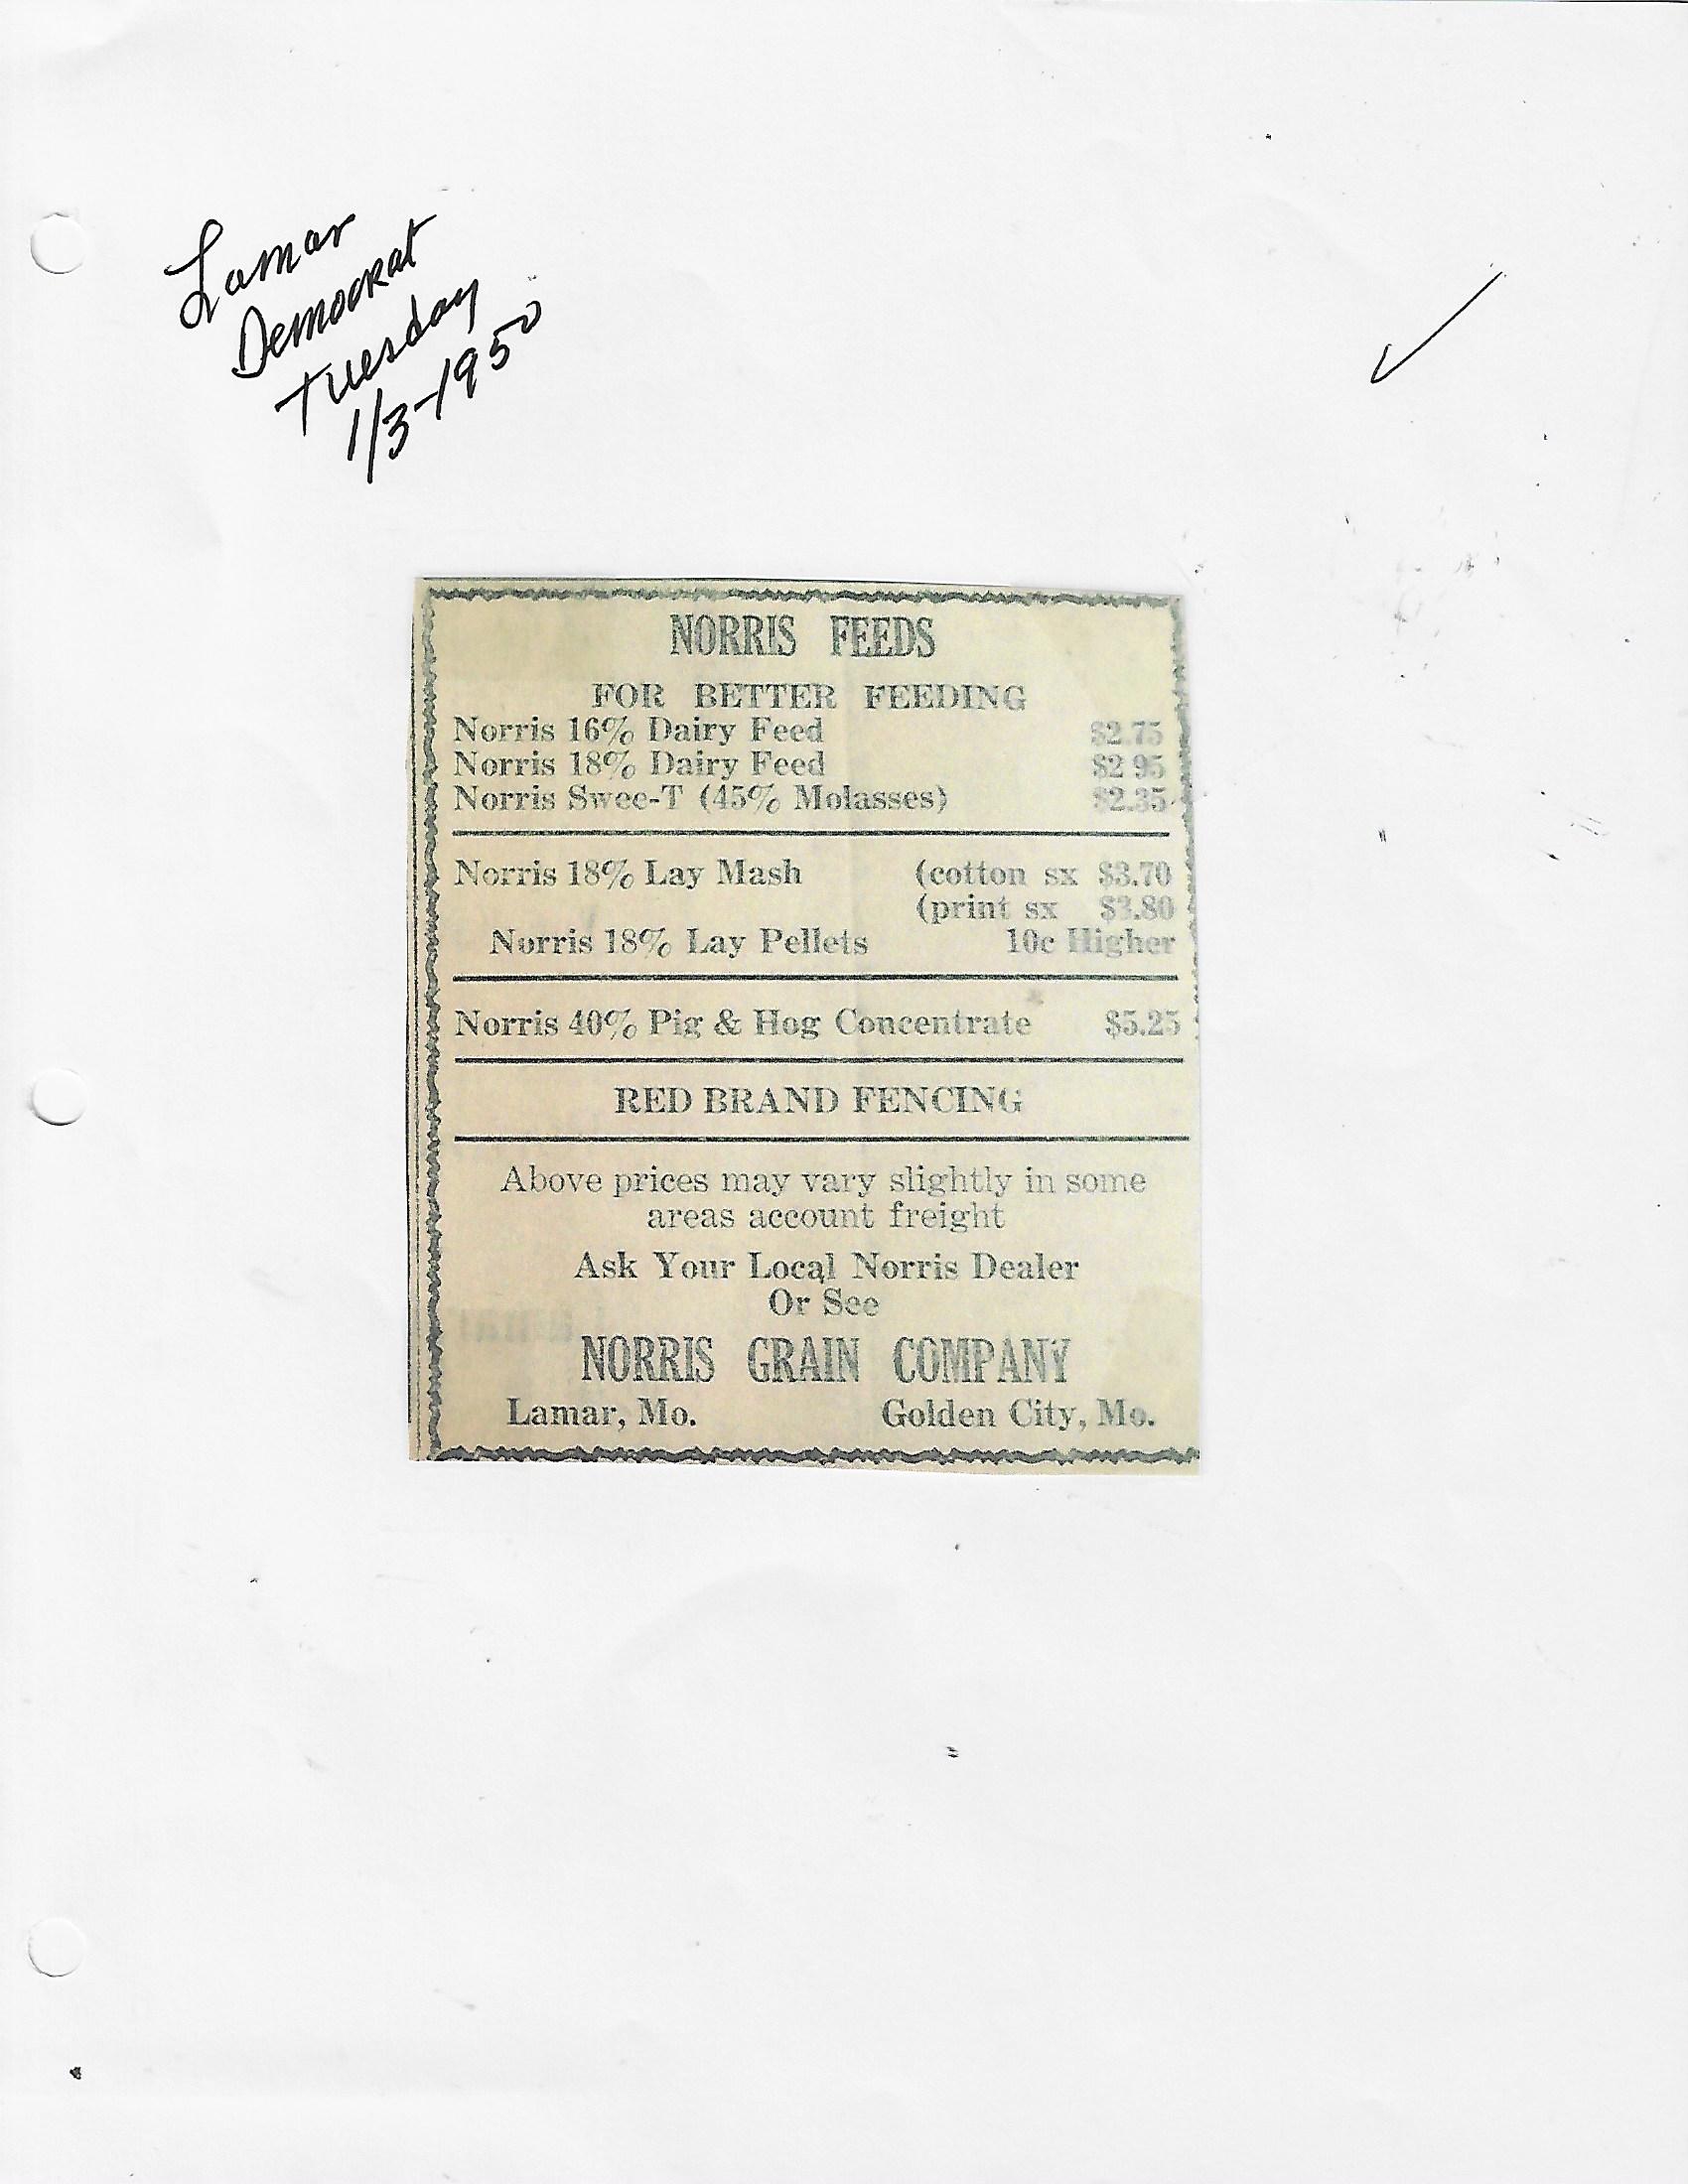 Lamar
Democrat
Tuesday
1/3-1950
NORRIS FEEDS
FOR BETTER FEEDING
Norris 16% Dairy Feed $2.75
Norris 18% Dairy Feed $2 95
Norris Swee-T (45% Molasses) $2.35
Norris 18% Lay Mash (cotton sx $3.70
(print sx $3.80
Norris 18% Lay Pellets 10c Higher
Norris 40% Pig & Hog Concentrate $5.25
RED BRAND FENCING
Above prices may vary slightly in some
areas account freight
Ask Your Local Norris Dealer
Or See
NORRIS GRAIN COMPANY
Lamar, Mo. Golden City, Mo.